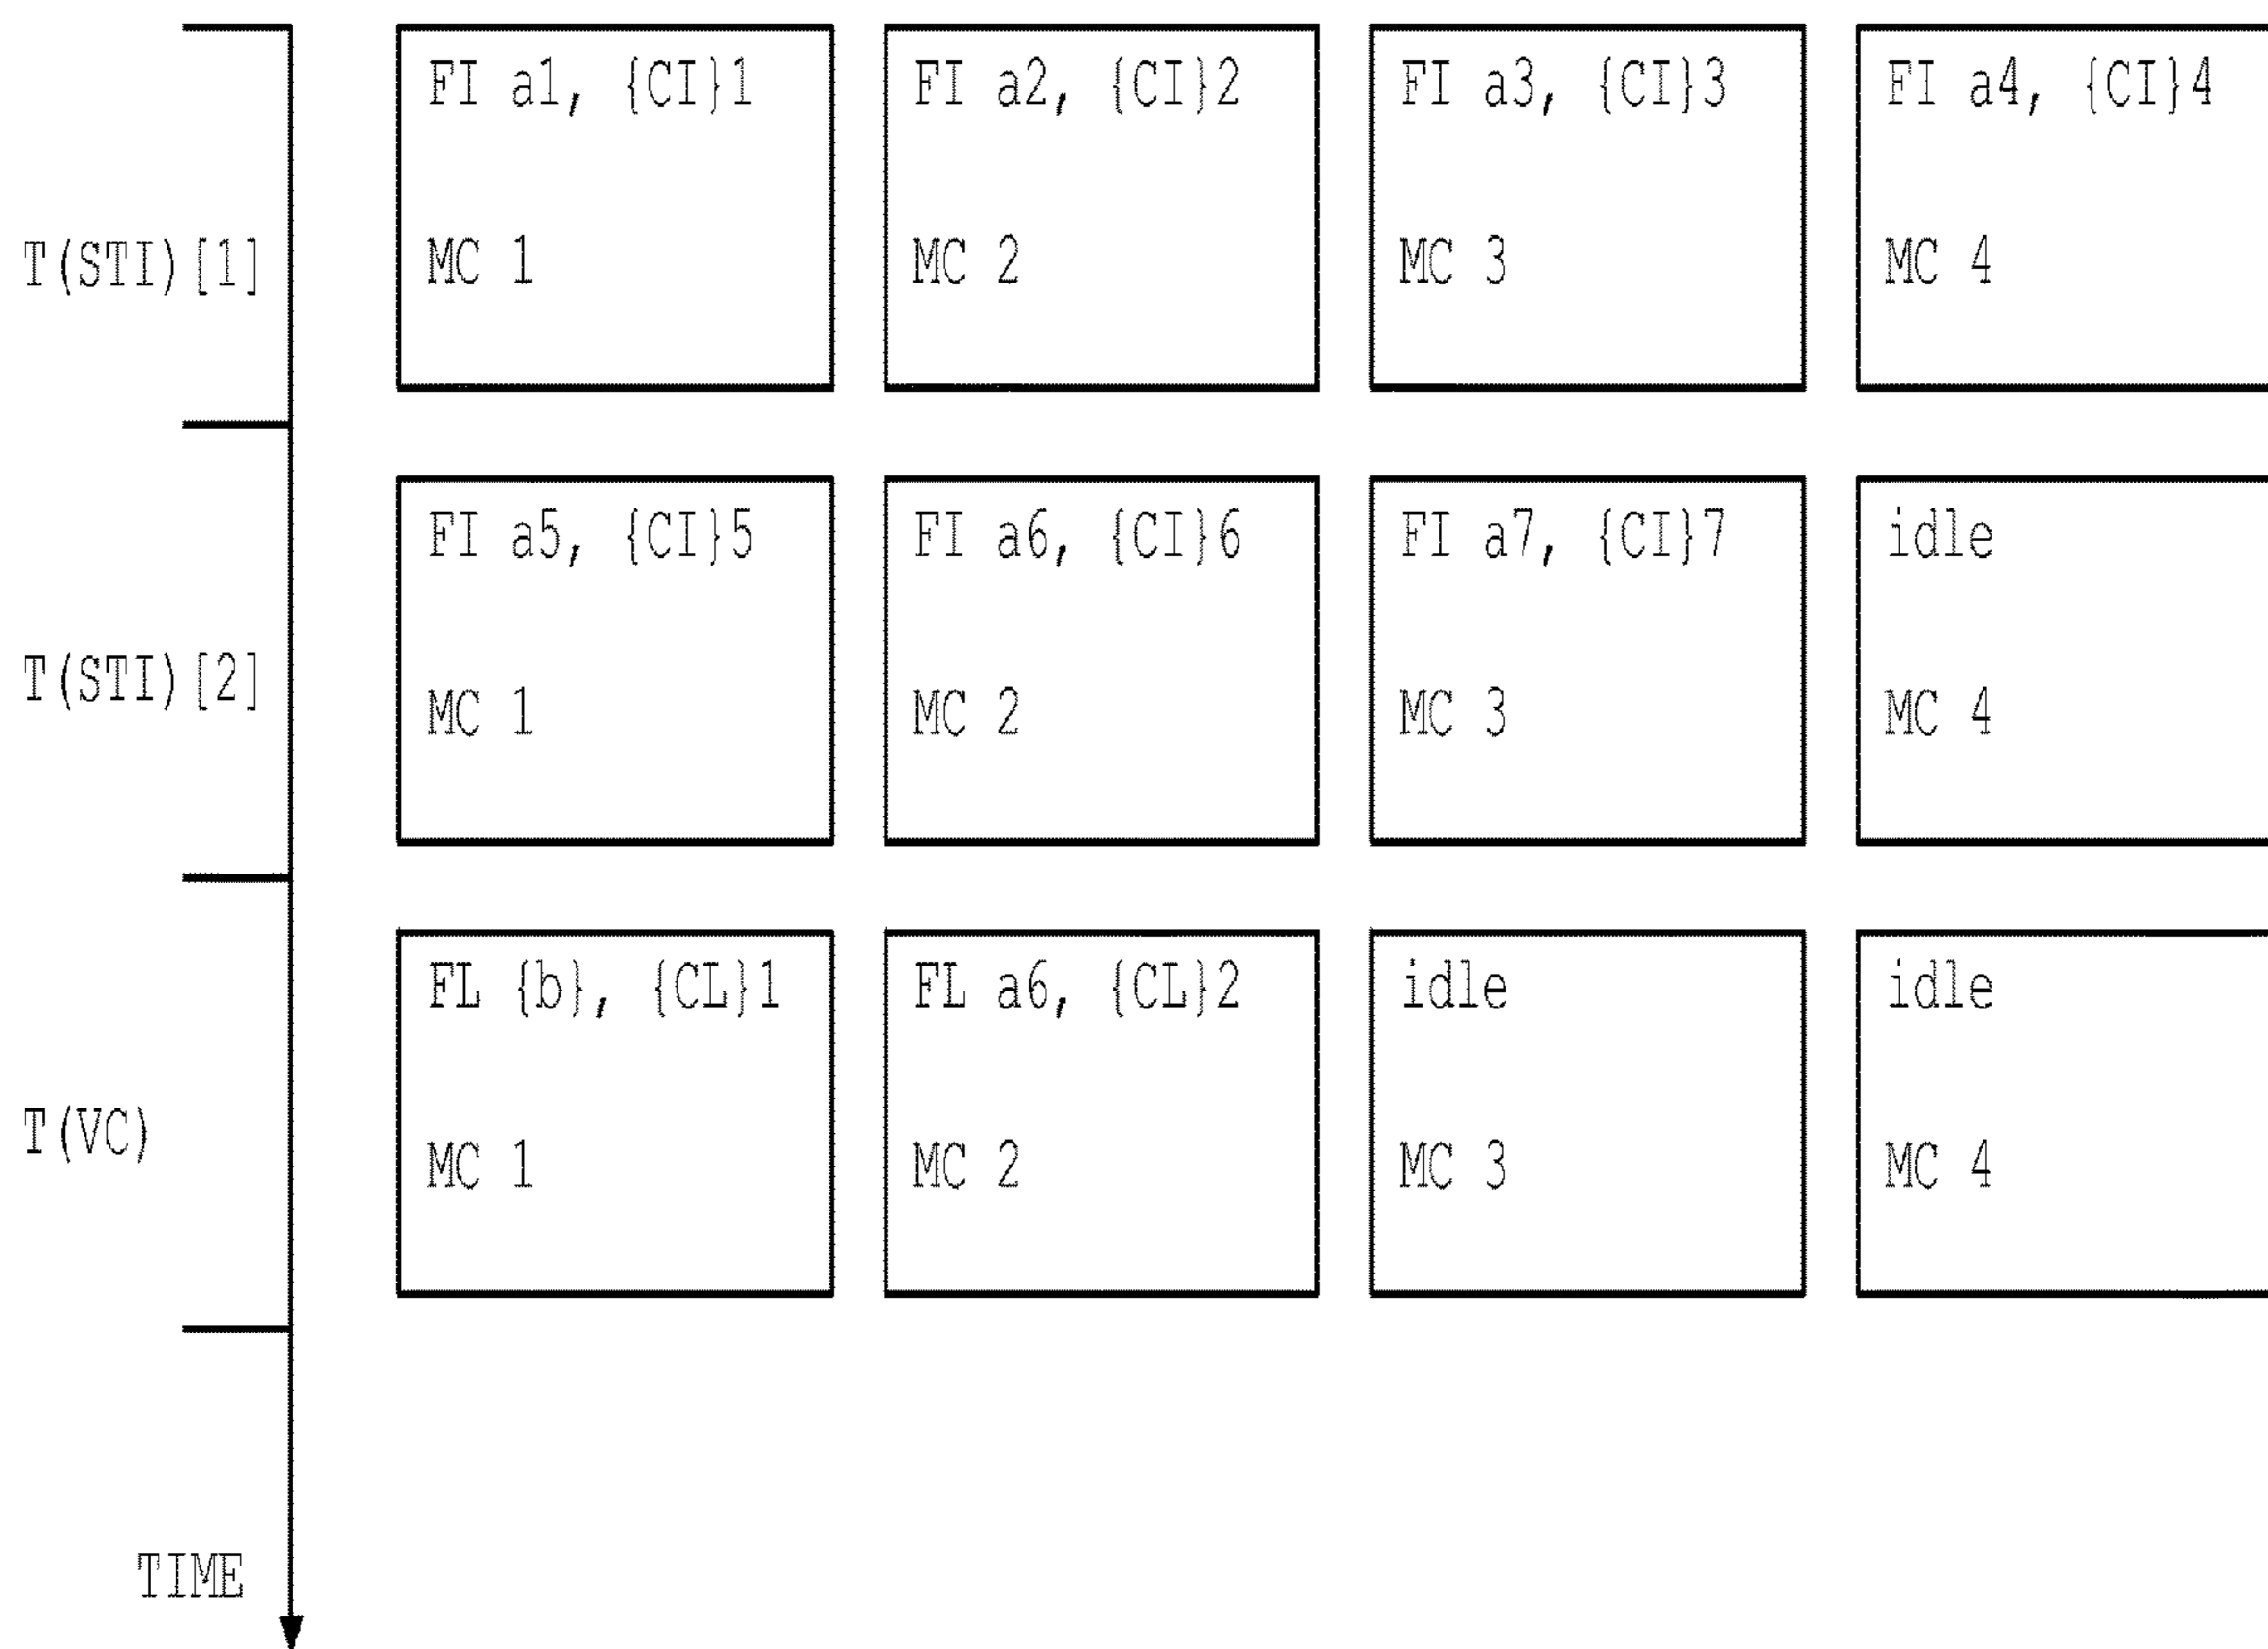 FI a1, {CI}1
FI a2, {CI}2
FI a3, {CI}3
FI a4, {CI}4
T(STI)[1]
MC 1
MC 2
MC 3
MC 4
FI a5, {CI}5
FI a6, {CI}6
FI a7, {CI}7
idle
T(STI)[2]
MC 1
MC 2
MC 3
MC 4
FL {b}, {CL}1
FL a6, {CL}2
idle
idle
T(VC)
MC 1
MC 2
MC 3
MC 4
TIME